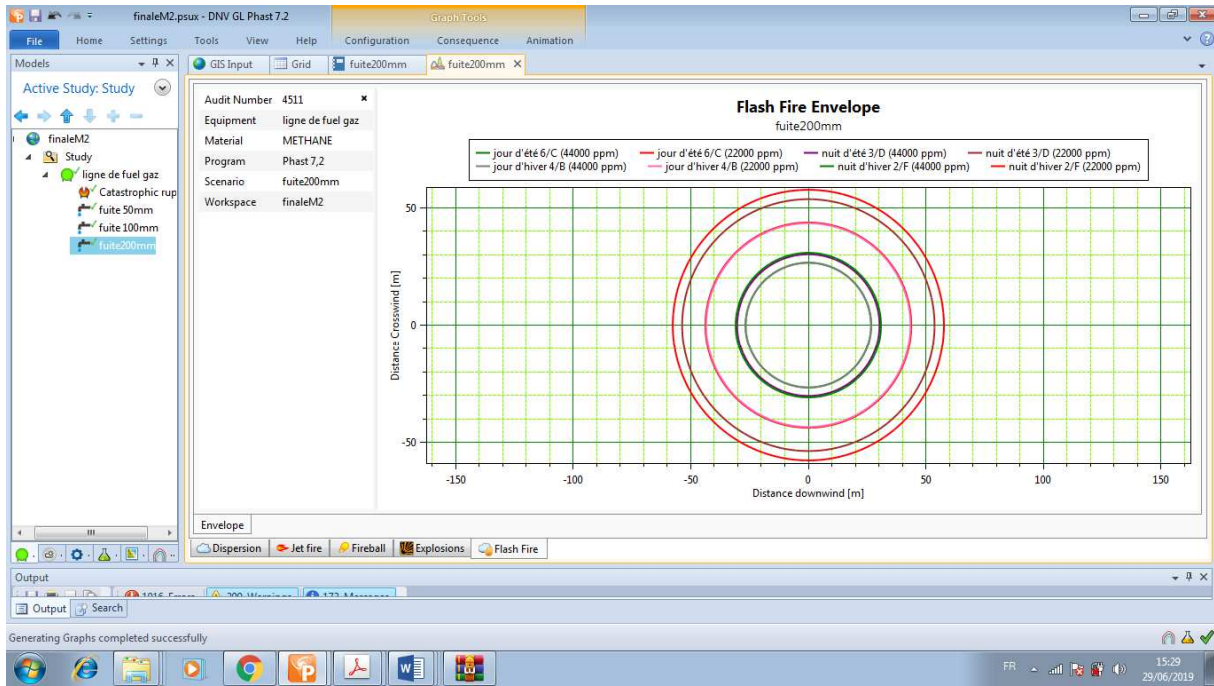 finaleM2.psux - DNV GL Phast 7.2
Graph Tools
File Home Settings Tools View Help Configuration Consequence Animation
Models
GIS Input Grid fuite200mm fuite200mm
Active Study: Study
finaleM2
Study
ligne de fuel gaz
Catastrophic rup
fuite 50mm
fuite 100mm
fuite200mm
Audit Number 4511
Equipment ligne de fuel gaz
Material METHANE
Program Phast 7,2
Scenario fuite200mm
Workspace finaleM2
Flash Fire Envelope
fuite200mm
jour d'été 6/C (44000 ppm) jour d'été 6/C (22000 ppm) nuit d'été 3/D (44000 ppm) nuit d'été 3/D (22000 ppm)
jour d'hiver 4/B (44000 ppm) jour d'hiver 4/B (22000 ppm) nuit d'hiver 2/F (44000 ppm) nuit d'hiver 2/F (22000 ppm)
Distance Crosswind [m]
50
0
-50
-150 -100 -50 0 50 100 150
Distance downwind [m]
Envelope
Dispersion Jet fire Fireball Explosions Flash Fire
Output
Output Search
Generating Graphs completed successfully
FR
15:29
29/06/2019